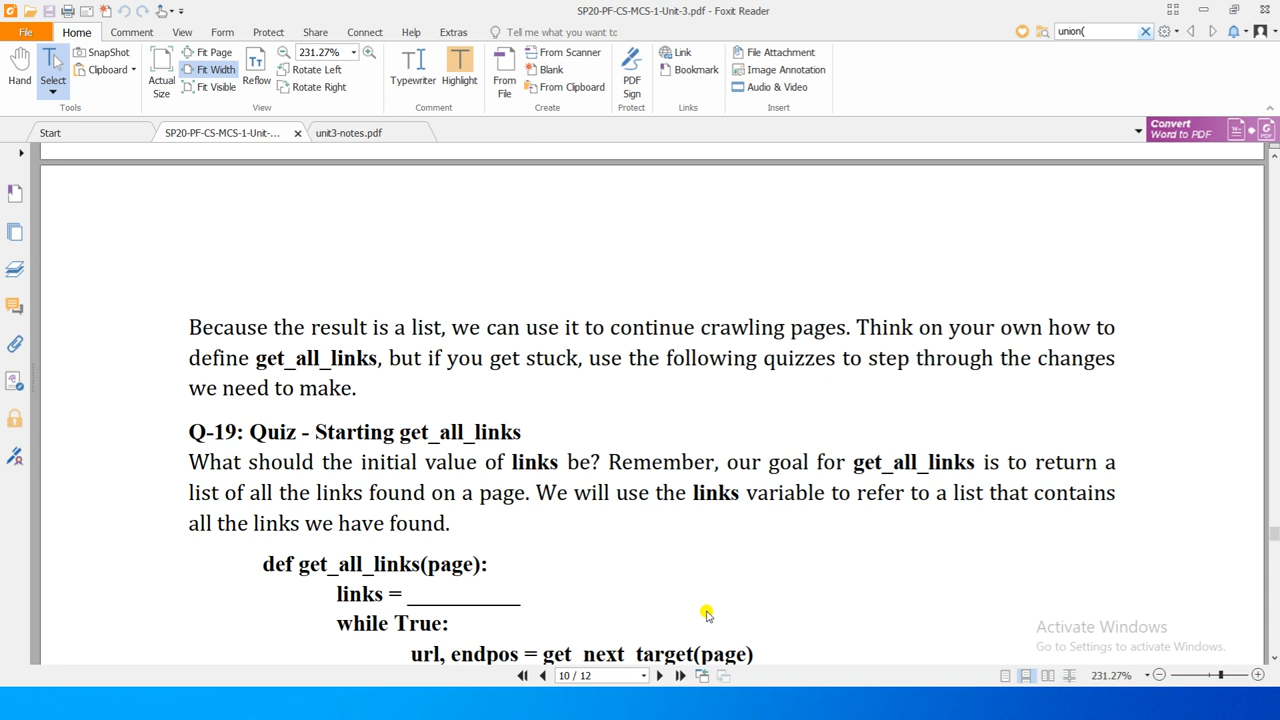 SP20-PF-CS-MCS-1-Unit-3.pdf - Foxit Reader
File Home Comment View Form Protect Share Connect Help Extras Tell me what you want tc union(
Hand
Select
SnapShot
Clipboard
Tools
Actual Size
Fit Page
Fit Width
Fit Visible
Reflow
231.27%
Rotate Left
Rotate Right
View
Typewriter
Highlight
Comment
From File
From Scanner
Blank
From Clipboard
Create
PDF Sign
Protect
Link
Bookmark
Links
File Attachment
Image Annotation
Audio & Video
Insert
Start SP20-PF-CS-MCS-1-Unit-... unit3-notes.pdf
Convert
Word to PDF
Because the result is a list, we can use it to continue crawling pages. Think on your own how to
define get_all_links, but if you get stuck, use the following quizzes to step through the changes
we need to make.
Q-19: Quiz - Starting get_all_links
What should the initial value of links be? Remember, our goal for get_all_links is to return a
list of all the links found on a page. We will use the links variable to refer to a list that contains
all the links we have found.
def get_all_links(page):
links = __________
while True:
url, endpos = get_next_target(page)
Activate Windows
Go to Settings to activate Windows.
10 / 12
231.27%